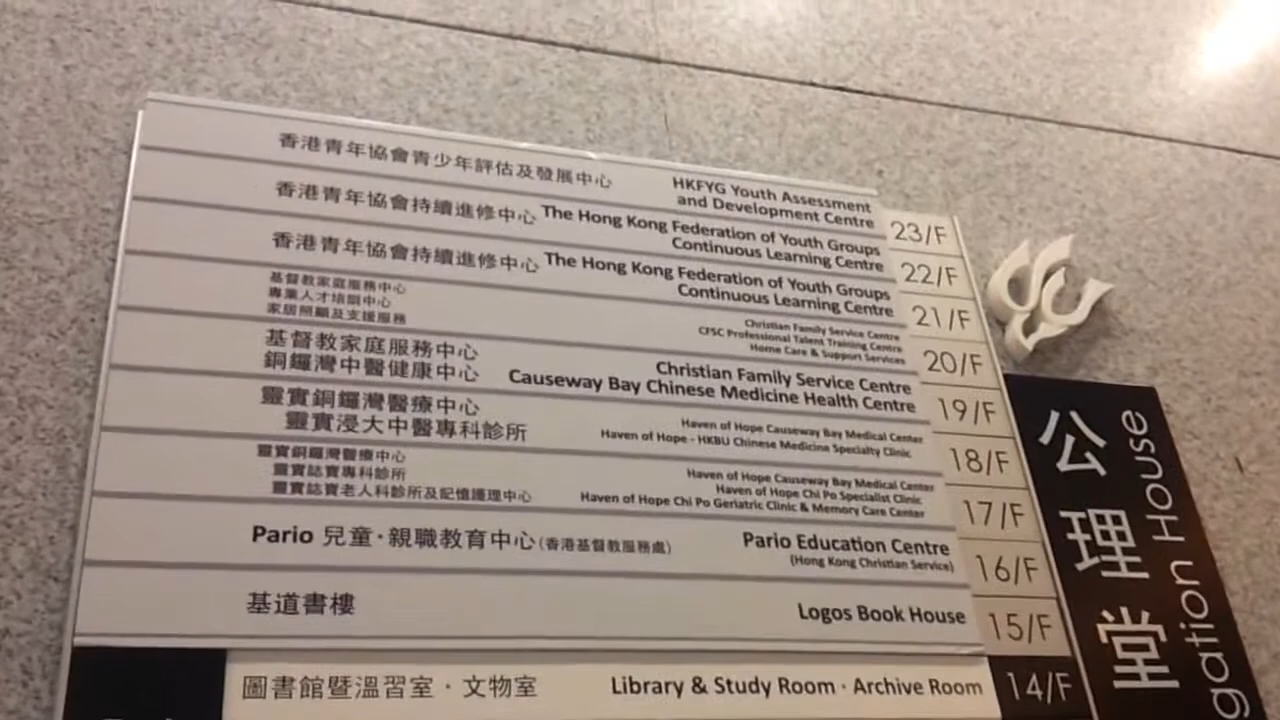 香港青年協會青少年評估及發展中心 HKFYG Youth Assessment
and Development Centre
23/F
香港青年協會持續進修中心 The Hong Kong Federation of Youth Groups
Continuous Learning Centre
22/F
香港青年協會持續進修中心 The Hong Kong Federation of Youth Groups
Continuous Learning Centre
21/F
基督教家庭服務中心
專業人才培訓中心
家居照顧及支援服務
Christian Family Service Centre
CFSC Professional Talent Training Centre
Home Care & Support Services
20/F
基督教家庭服務中心
銅鑼灣中醫健康中心
Christian Family Service Centre
Causeway Bay Chinese Medicine Health Centre
19/F
靈實銅鑼灣醫療中心
靈實浸大中醫專科診所
Haven of Hope Causeway Bay Medical Center
Haven of Hope - HKBU Chinese Medicine Specialty Clinic
18/F
靈實銅鑼灣醫療中心
靈實誌寶專科診所
靈實誌寶老人科診所及記憶護理中心
Haven of Hope Causeway Bay Medical Center
Haven of Hope Chi Po Specialist Clinic
Haven of Hope Chi Po Geriatric Clinic & Memory Care Center
17/F
Pario 兒童·親職教育中心(香港基督教服務處)
Pario Education Centre
(Hong Kong Christian Service)
16/F
基道書樓 Logos Book House
15/F
圖書館暨溫習室·文物室 Library & Study Room · Archive Room
14/F
公理堂
gation House